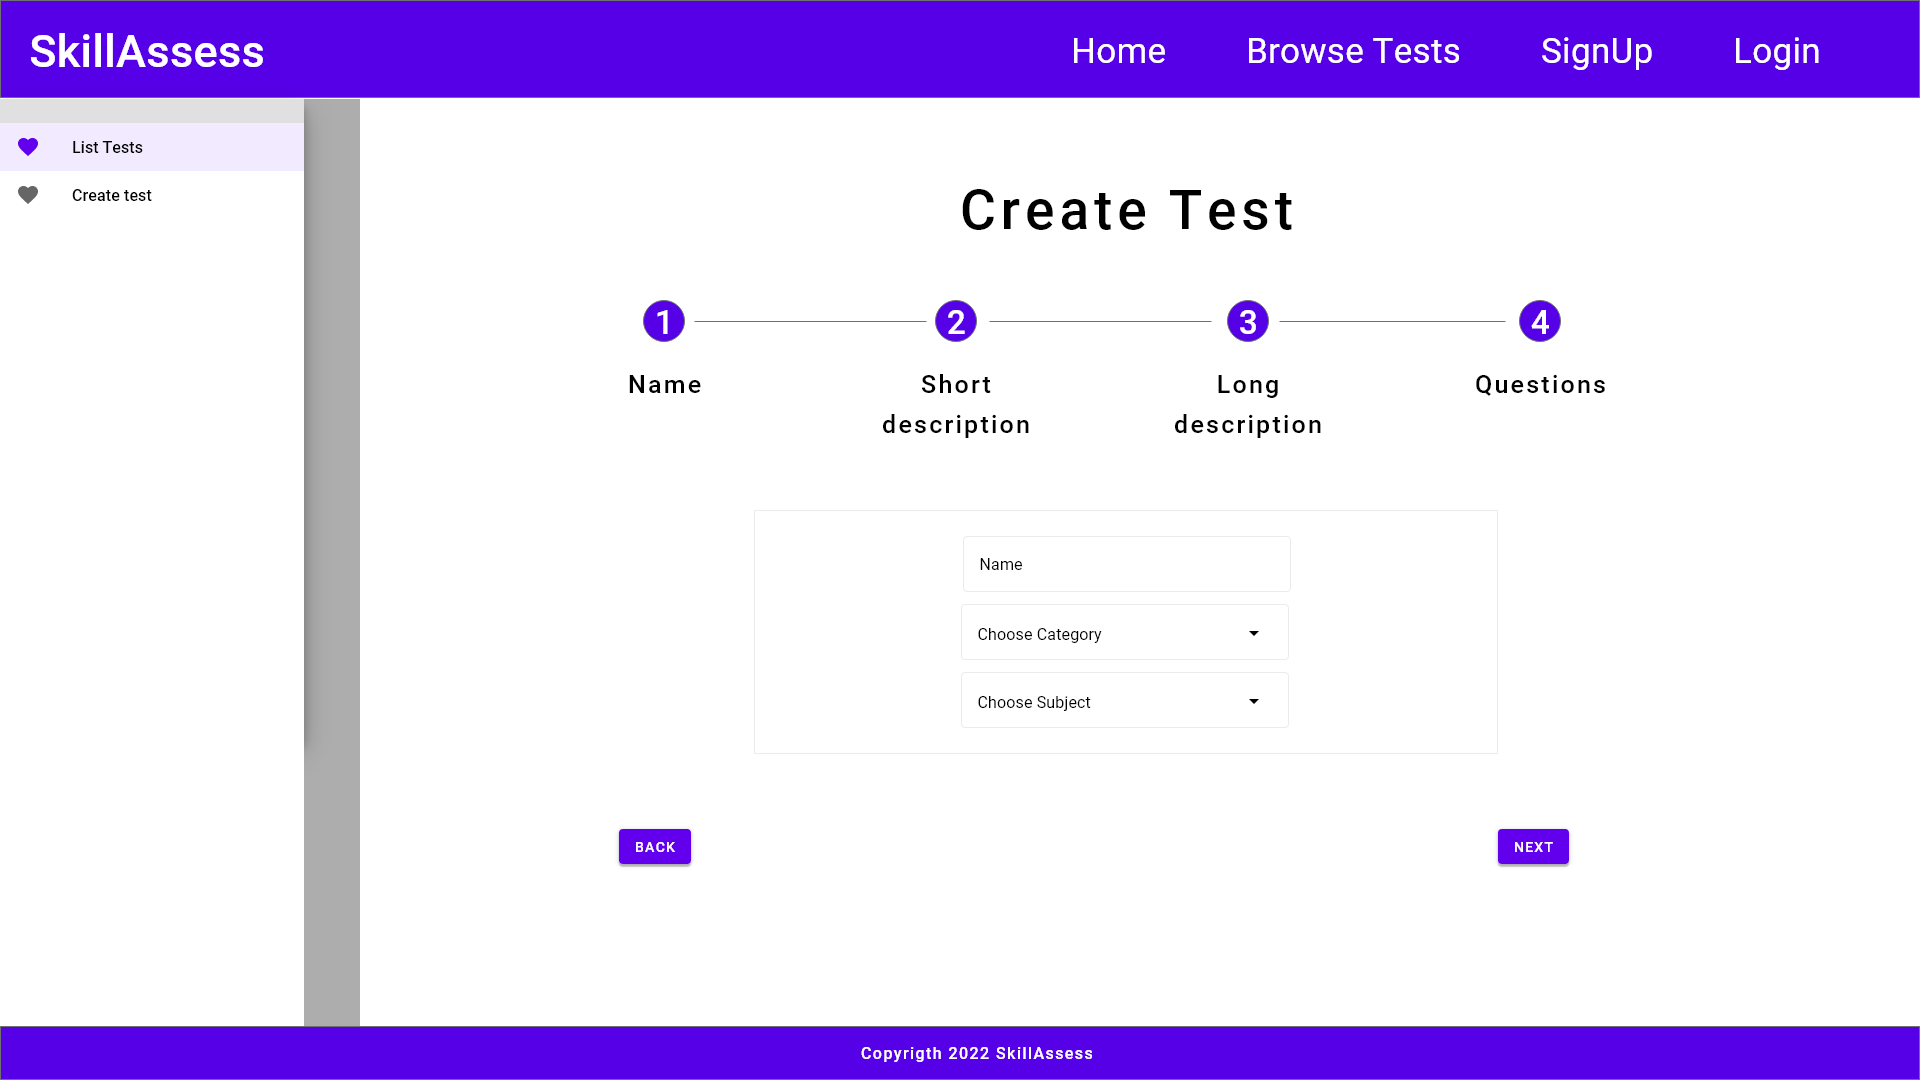 SkillAssess
Home
Browse Tests
SignUp
Login
List Tests
Create test
Create Test
1
2
3
4
Name
Short
description
Long
description
Questions
Name
Choose Category
Choose Subject
BACK
NEXT
Copyrigth 2022 SkillAssess